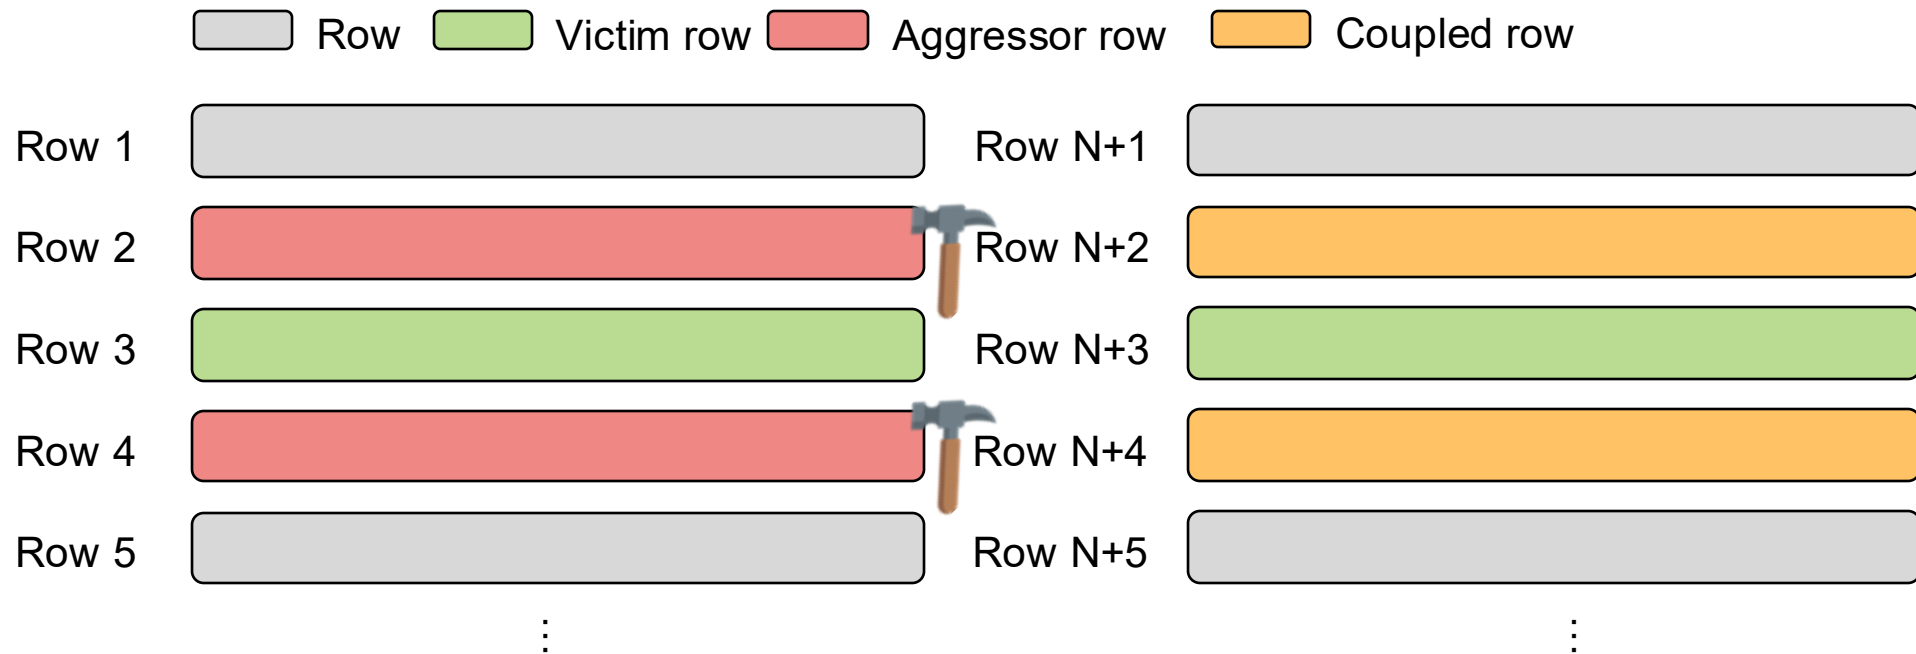 Row Victim row Aggressor row Coupled row
Row 1 Row N+1
Row 2 Row N+2
Row 3 Row N+3
Row 4 Row N+4
Row 5 Row N+5
⋮ ⋮